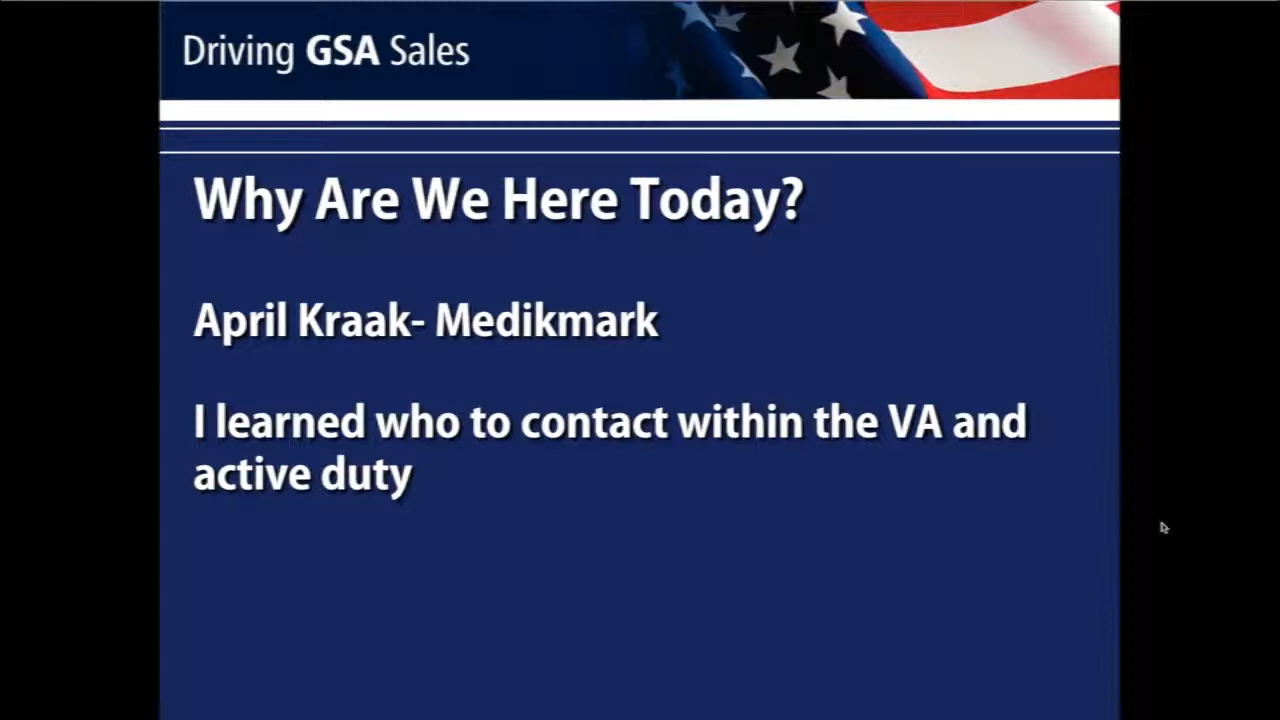 Driving GSA Sales
Why Are We Here Today?
April Kraak- Medikmark
I learned who to contact within the VA and
active duty